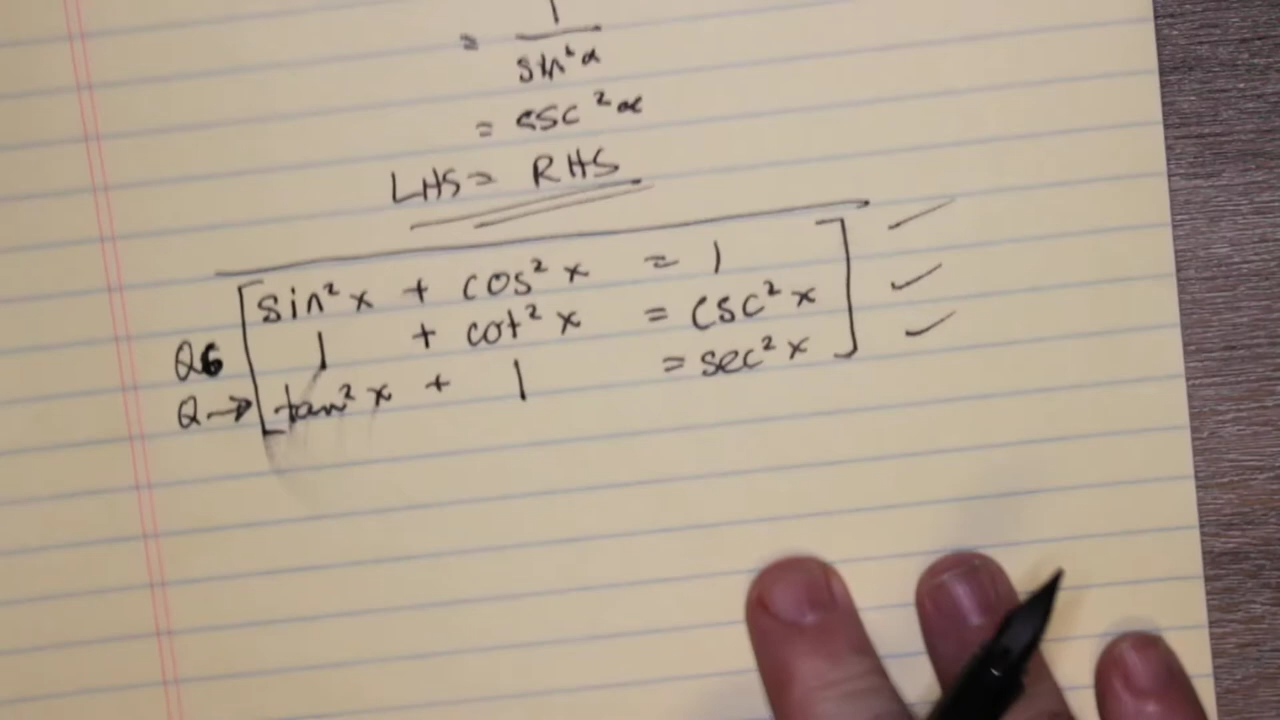 = 1/sin²α
= csc²α
LHS = RHS
sin²x + cos²x = 1
Q6 1 + cot²x = csc²x
Q→ tan²x + 1 = sec²x